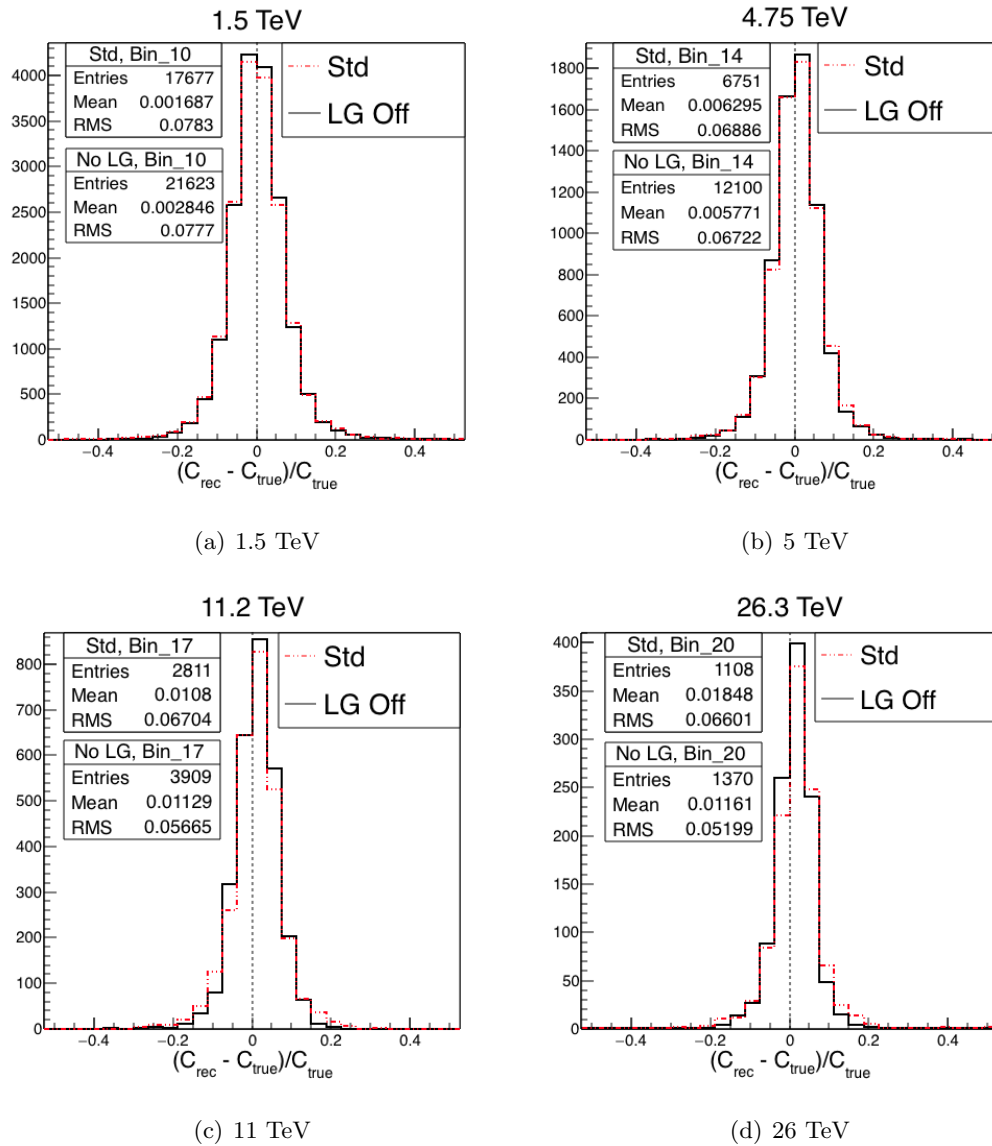 1.5 TeV
Std, Bin_10
Entries 17677
Mean 0.001687
RMS 0.0783
No LG, Bin_10
Entries 21623
Mean 0.002846
RMS 0.0777
Std
LG Off
4000
3500
3000
2500
2000
1500
1000
500
0
−0.4 −0.2 0 0.2 0.4
(C_rec - C_true)/C_true
(a) 1.5 TeV
4.75 TeV
Std, Bin_14
Entries 6751
Mean 0.006295
RMS 0.06886
No LG, Bin_14
Entries 12100
Mean 0.005771
RMS 0.06722
Std
LG Off
1800
1600
1400
1200
1000
800
600
400
200
0
−0.4 −0.2 0 0.2 0.4
(C_rec - C_true)/C_true
(b) 5 TeV
11.2 TeV
Std, Bin_17
Entries 2811
Mean 0.0108
RMS 0.06704
No LG, Bin_17
Entries 3909
Mean 0.01129
RMS 0.05665
Std
LG Off
800
700
600
500
400
300
200
100
0
−0.4 −0.2 0 0.2 0.4
(C_rec - C_true)/C_true
(c) 11 TeV
26.3 TeV
Std, Bin_20
Entries 1108
Mean 0.01848
RMS 0.06601
No LG, Bin_20
Entries 1370
Mean 0.01161
RMS 0.05199
Std
LG Off
400
350
300
250
200
150
100
50
0
−0.4 −0.2 0 0.2 0.4
(C_rec - C_true)/C_true
(d) 26 TeV